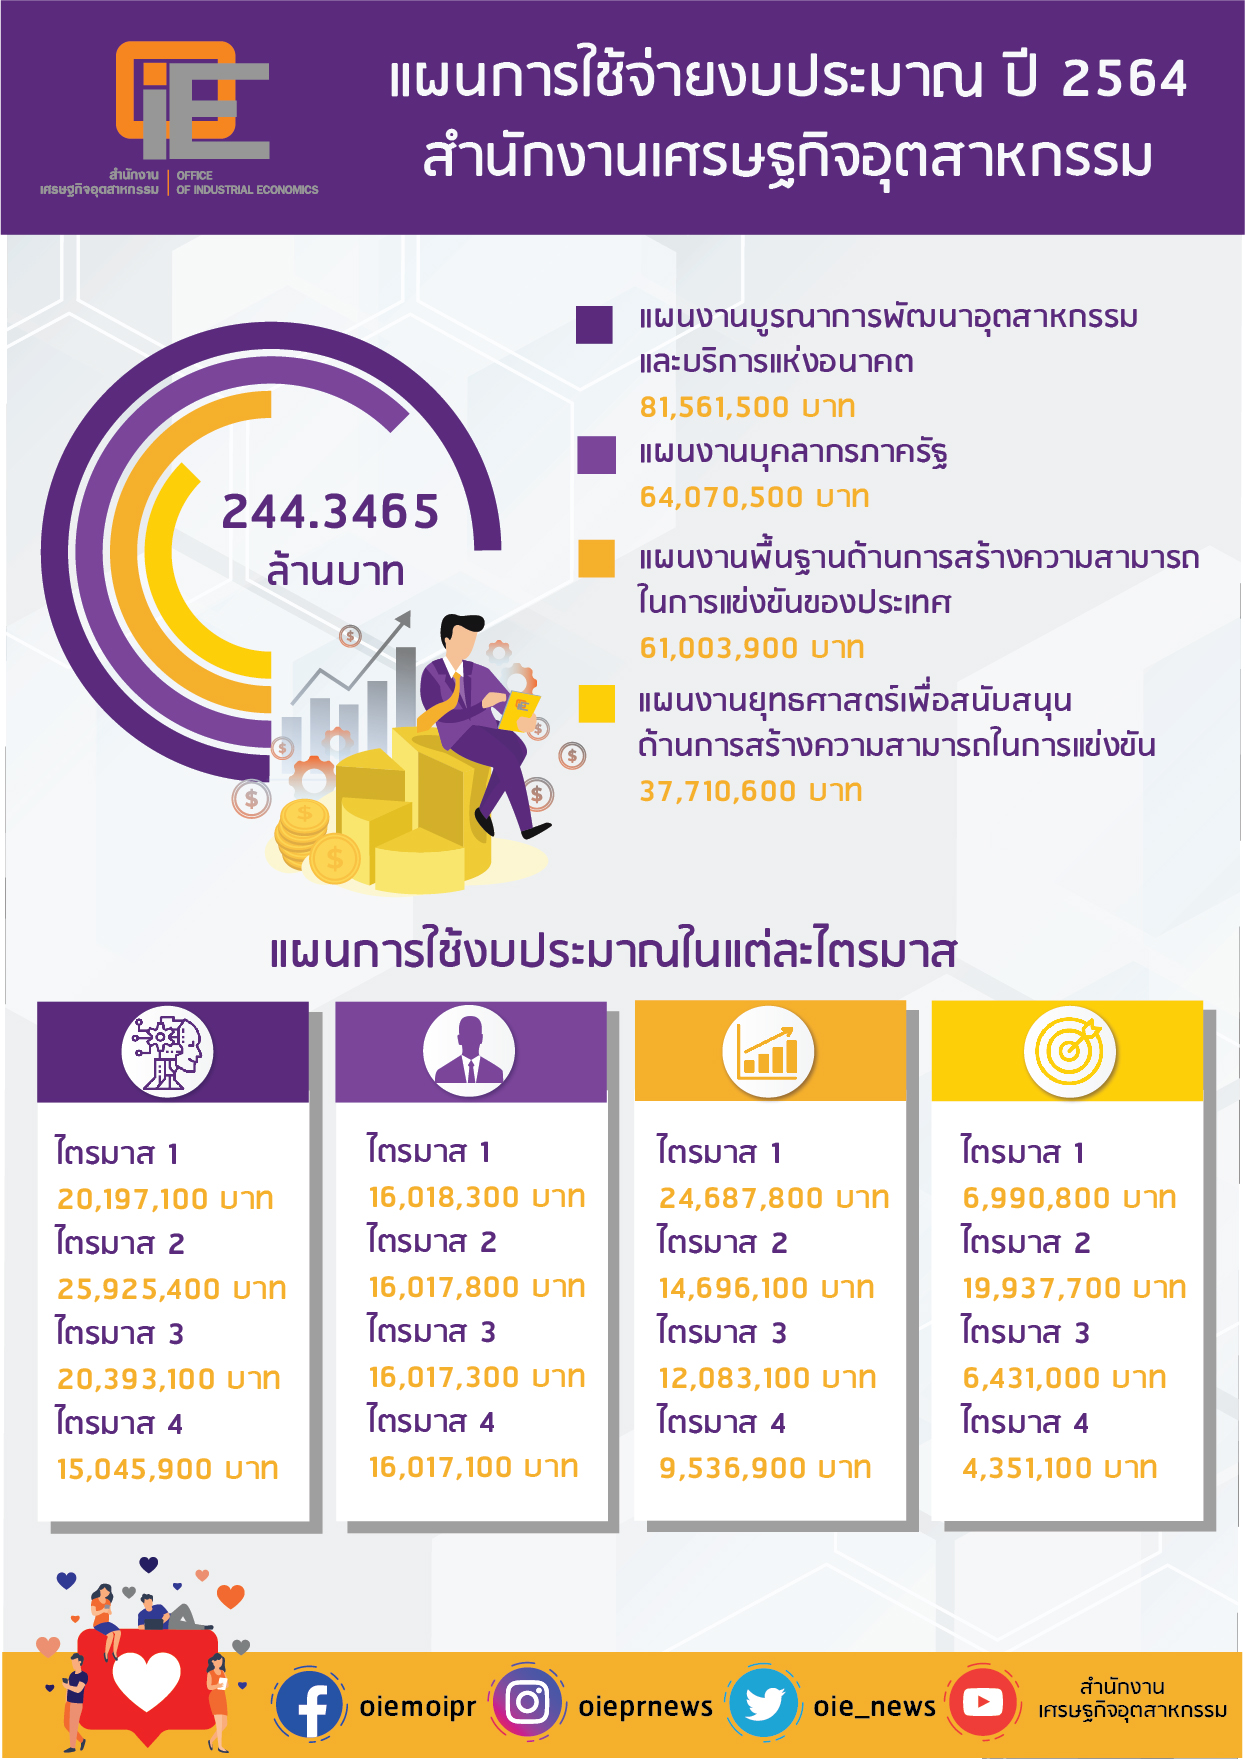 แผนการใช้จ่ายงบประมาณ ปี 2564
สำนักงานเศรษฐกิจอุตสาหกรรม
สำนักงาน
เศรษฐกิจอุตสาหกรรม
OFFICE
OF INDUSTRIAL ECONOMICS
244.3465
ล้านบาท
แผนงานบูรณาการพัฒนาอุตสาหกรรม
และบริการแห่งอนาคต
81,561,500 บาท
แผนงานบุคลากรภาครัฐ
64,070,500 บาท
แผนงานพื้นฐานด้านการสร้างความสามารถ
ในการแข่งขันของประเทศ
61,003,900 บาท
แผนงานยุทธศาสตร์เพื่อสนับสนุน
ด้านการสร้างความสามารถในการแข่งขัน
37,710,600 บาท
แผนการใช้งบประมาณในแต่ละไตรมาส
ไตรมาส 1
20,197,100 บาท
ไตรมาส 2
25,925,400 บาท
ไตรมาส 3
20,393,100 บาท
ไตรมาส 4
15,045,900 บาท
ไตรมาส 1
16,018,300 บาท
ไตรมาส 2
16,017,800 บาท
ไตรมาส 3
16,017,300 บาท
ไตรมาส 4
16,017,100 บาท
ไตรมาส 1
24,687,800 บาท
ไตรมาส 2
14,696,100 บาท
ไตรมาส 3
12,083,100 บาท
ไตรมาส 4
9,536,900 บาท
ไตรมาส 1
6,990,800 บาท
ไตรมาส 2
19,937,700 บาท
ไตรมาส 3
6,431,000 บาท
ไตรมาส 4
4,351,100 บาท
oiemoipr
oieprnews
oie_news
สำนักงาน
เศรษฐกิจอุตสาหกรรม